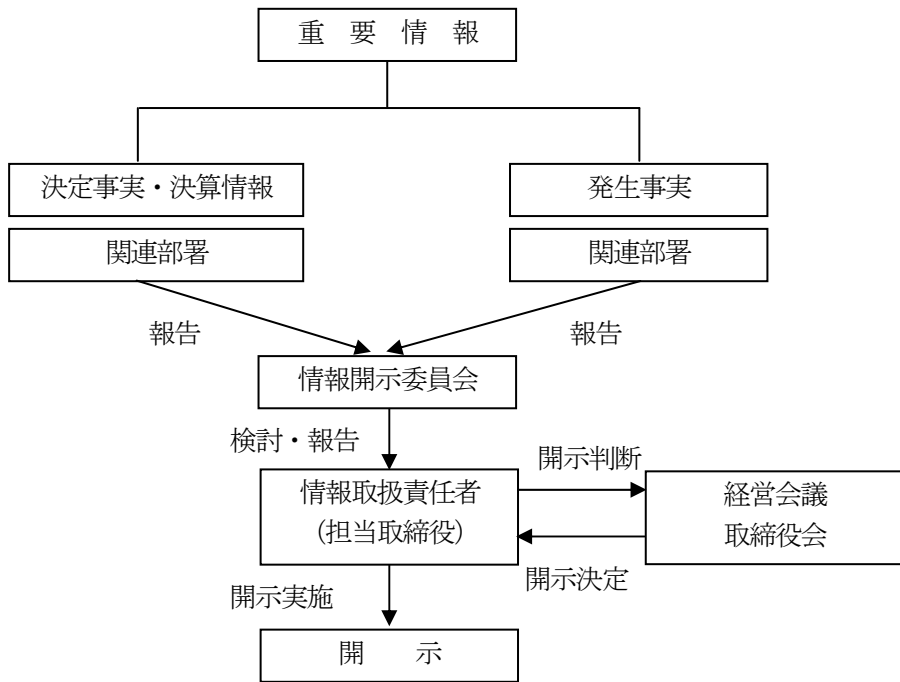 重　要　情　報
決定事実・決算情報
発生事実
関連部署
関連部署
報告
報告
情報開示委員会
検討・報告
開示判断
情報取扱責任者
(担当取締役)
経営会議
取締役会
開示決定
開示実施
開　　示